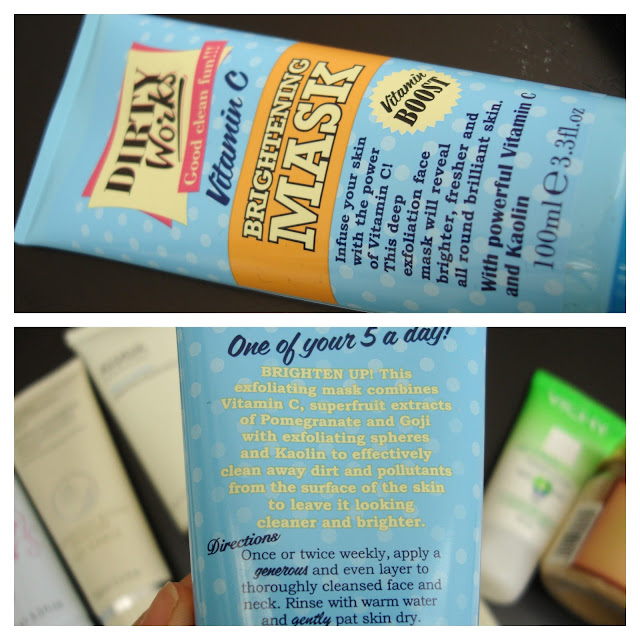 DIRTY
Works
Good clean fun!!!
Vitamin C
BRIGHTENING
MASK
Vitamin
BOOST
Infuse your skin
with the power
of Vitamin C!
This deep
exfoliation face
mask will reveal
brighter, fresher and
all round brilliant skin.
With powerful Vitamin C
and Kaolin
100ml e 3.3fl.oz
One of your 5 a day!
BRIGHTEN UP! This
exfoliating mask combines
Vitamin C, superfruit extracts
of Pomegranate and Goji
with exfoliating spheres
and Kaolin to effectively
clean away dirt and pollutants
from the surface of the skin
to leave it looking
cleaner and brighter.
Directions
Once or twice weekly, apply a
generous and even layer to
thoroughly cleansed face and
neck. Rinse with warm water
and gently pat skin dry.
VICHY